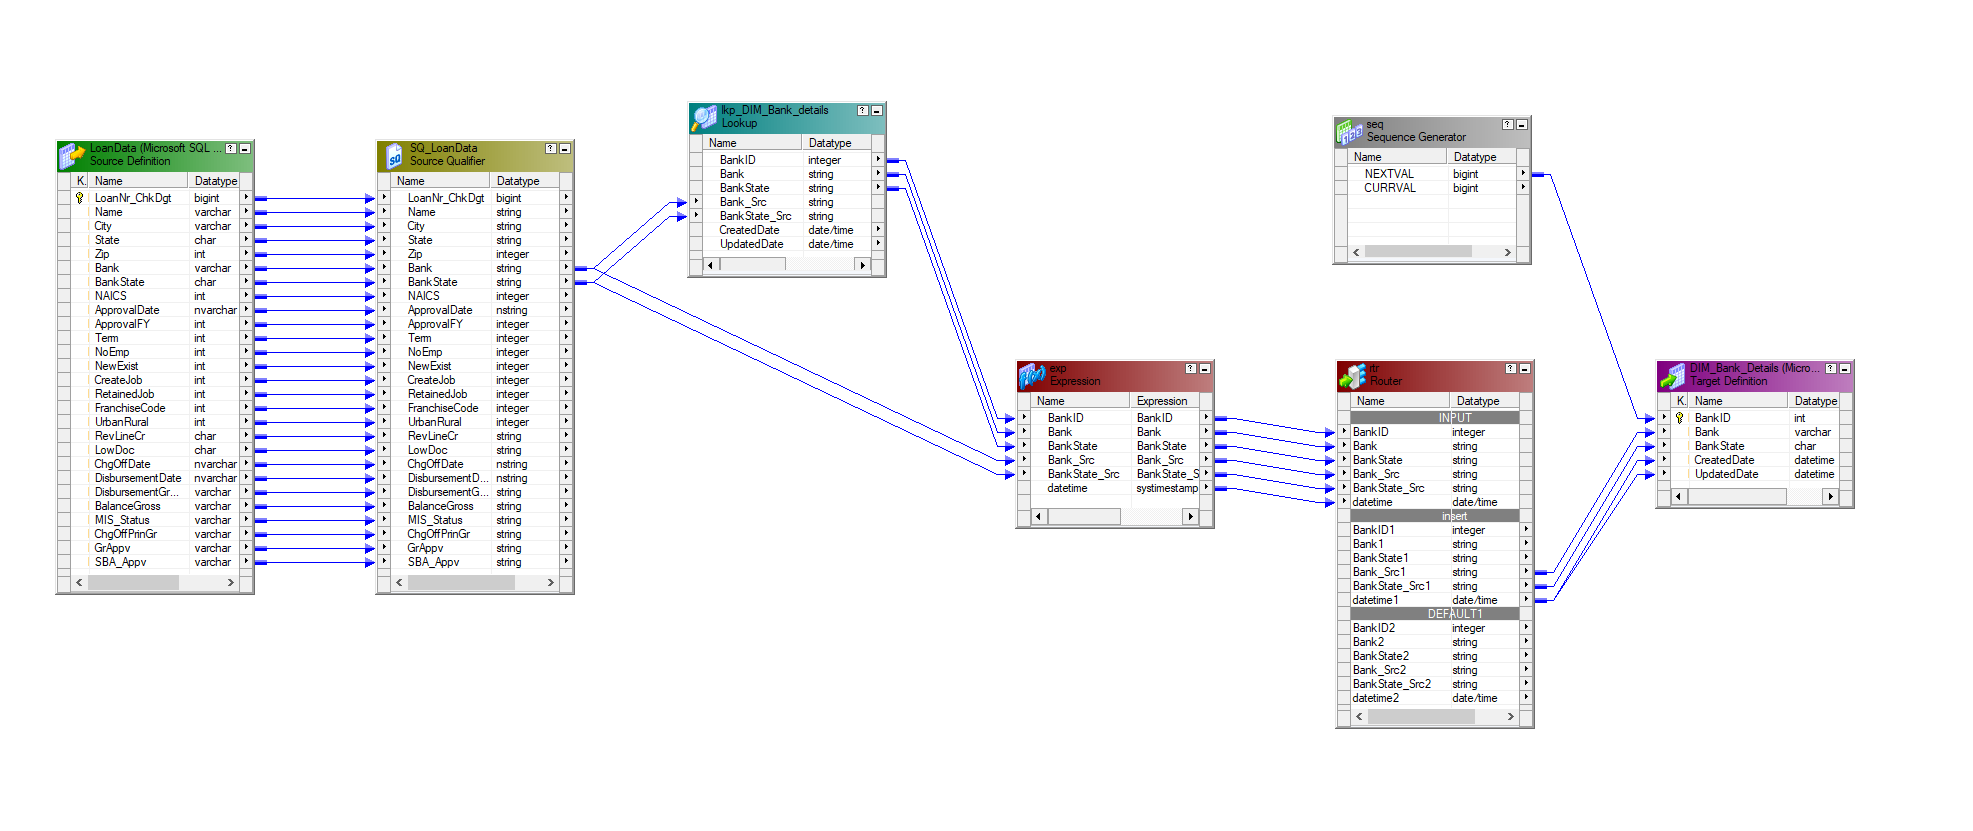 LoanData (Microsoft SQL ...
Source Definition
K. Name Datatype
LoanNr_ChkDgt bigint
Name varchar
City varchar
State char
Zip int
Bank varchar
BankState char
NAICS int
ApprovalDate nvarchar
ApprovalFY int
Term int
NoEmp int
NewExist int
CreateJob int
RetainedJob int
FranchiseCode int
UrbanRural int
RevLineCr char
LowDoc char
ChgOffDate nvarchar
DisbursementDate nvarchar
DisbursementGr... varchar
BalanceGross varchar
MIS_Status varchar
ChgOffPrinGr varchar
GrAppv varchar
SBA_Appv varchar
SQ_LoanData
Source Qualifier
Name Datatype
LoanNr_ChkDgt bigint
Name string
City string
State string
Zip integer
Bank string
BankState string
NAICS integer
ApprovalDate nstring
ApprovalFY integer
Term integer
NoEmp integer
NewExist integer
CreateJob integer
RetainedJob integer
FranchiseCode integer
UrbanRural integer
RevLineCr string
LowDoc string
ChgOffDate nstring
DisbursementD... nstring
DisbursementG... string
BalanceGross string
MIS_Status string
ChgOffPrinGr string
GrAppv string
SBA_Appv string
lkp_DIM_Bank_details
Lookup
Name Datatype
BankID integer
Bank string
BankState string
Bank_Src string
BankState_Src string
CreatedDate date/time
UpdatedDate date/time
exp
Expression
Name Expression
BankID BankID
Bank Bank
BankState BankState
Bank_Src Bank_Src
BankState_Src BankState_S
datetime systimestamp
seq
Sequence Generator
Name Datatype
NEXTVAL bigint
CURRVAL bigint
rtr
Router
Name Datatype
INPUT
BankID integer
Bank string
BankState string
Bank_Src string
BankState_Src string
datetime date/time
insert
BankID1 integer
Bank1 string
BankState1 string
Bank_Src1 string
BankState_Src1 string
datetime1 date/time
DEFAULT1
BankID2 integer
Bank2 string
BankState2 string
Bank_Src2 string
BankState_Src2 string
datetime2 date/time
DIM_Bank_Details (Micro...
Target Definition
K. Name Datatype
BankID int
Bank varchar
BankState char
CreatedDate datetime
UpdatedDate datetime